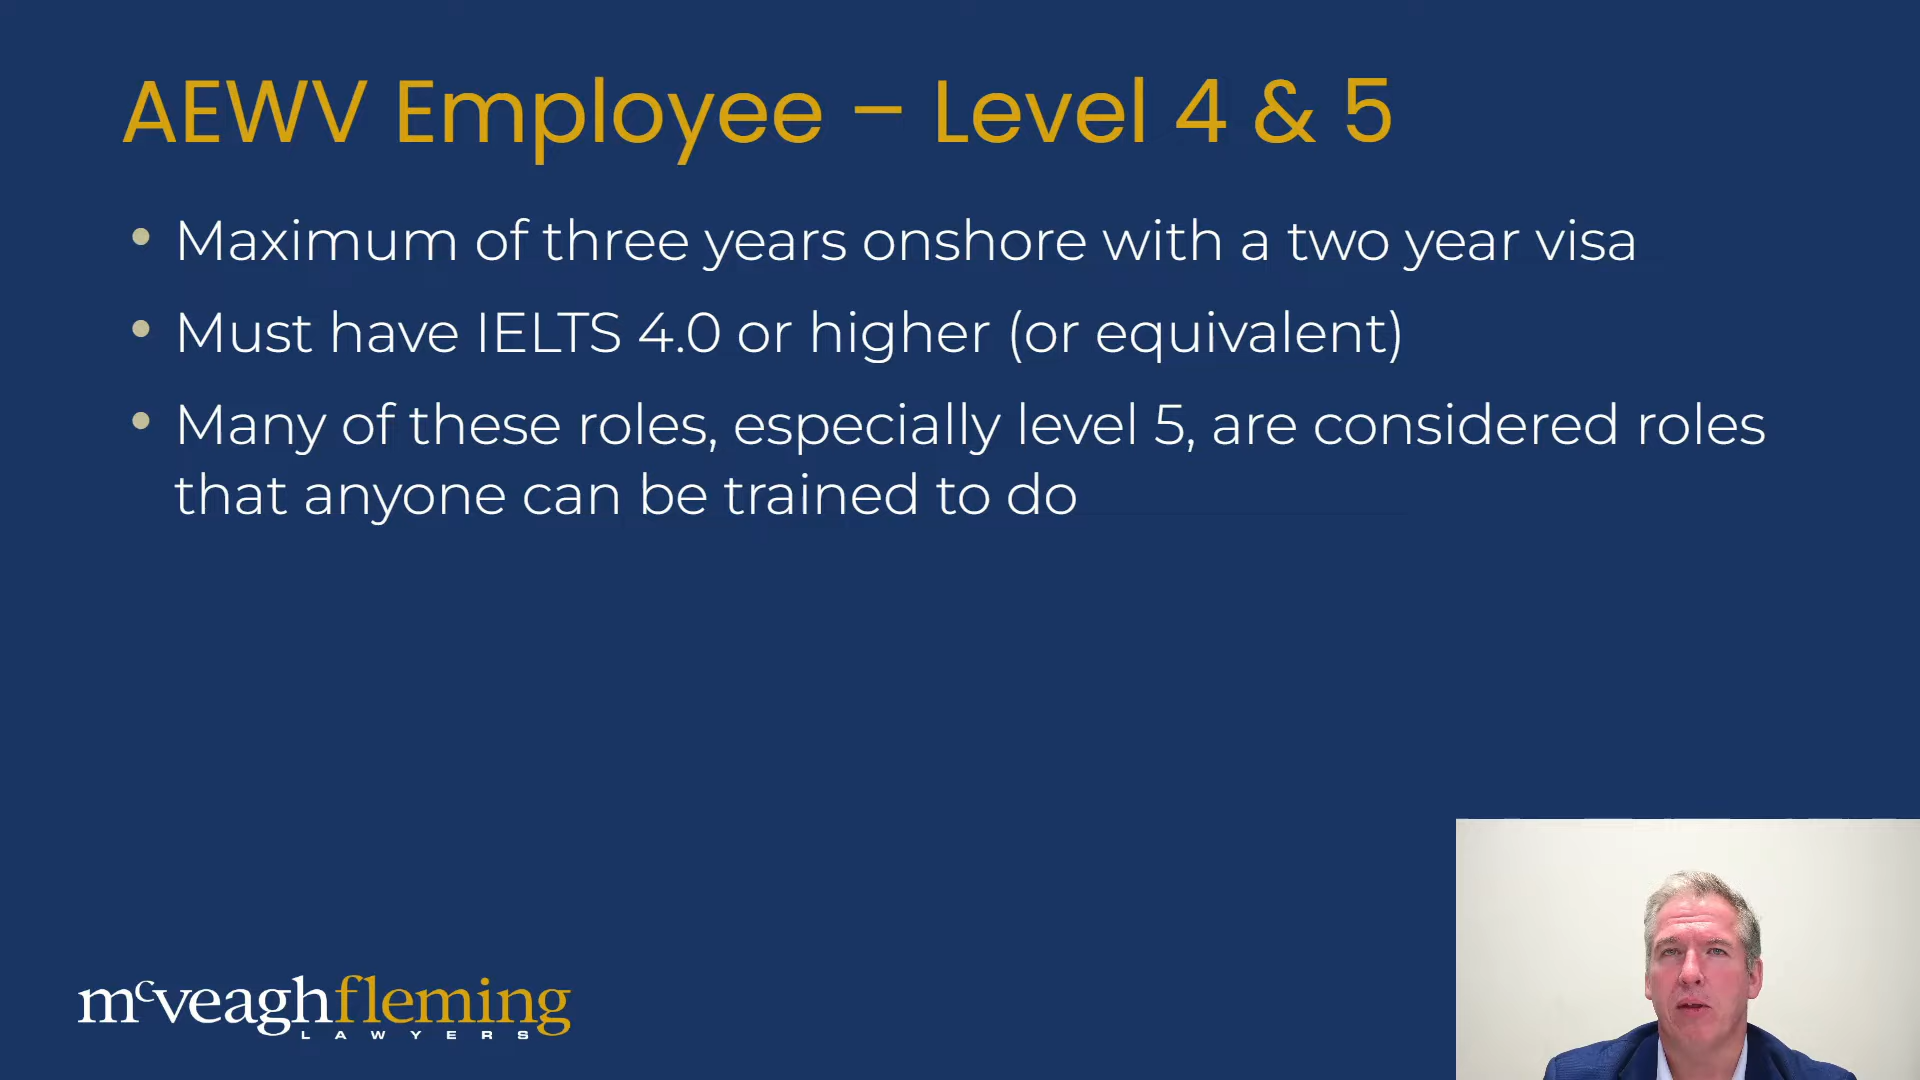 AEWV Employee – Level 4 & 5
• Maximum of three years onshore with a two year visa
• Must have IELTS 4.0 or higher (or equivalent)
• Many of these roles, especially level 5, are considered roles
that anyone can be trained to do
mcveaghfleming
LAWYERS